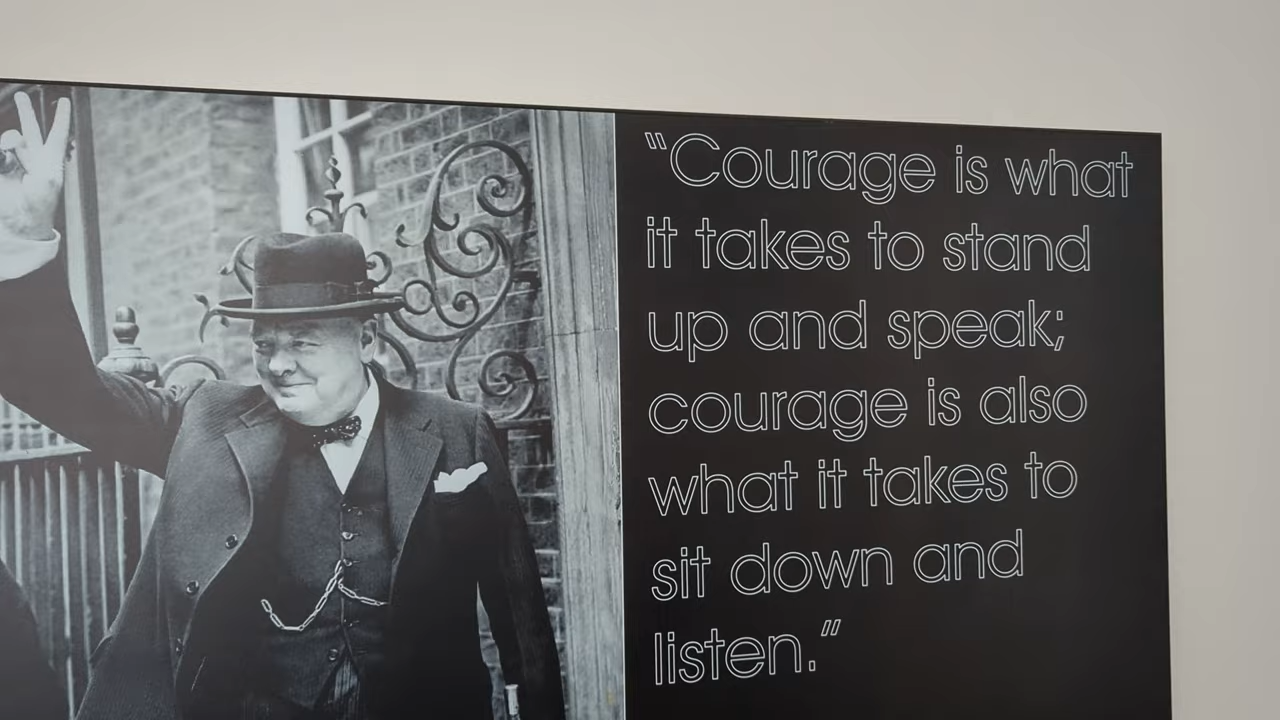 “Courage is what
it takes to stand
up and speak;
courage is also
what it takes to
sit down and
listen.“